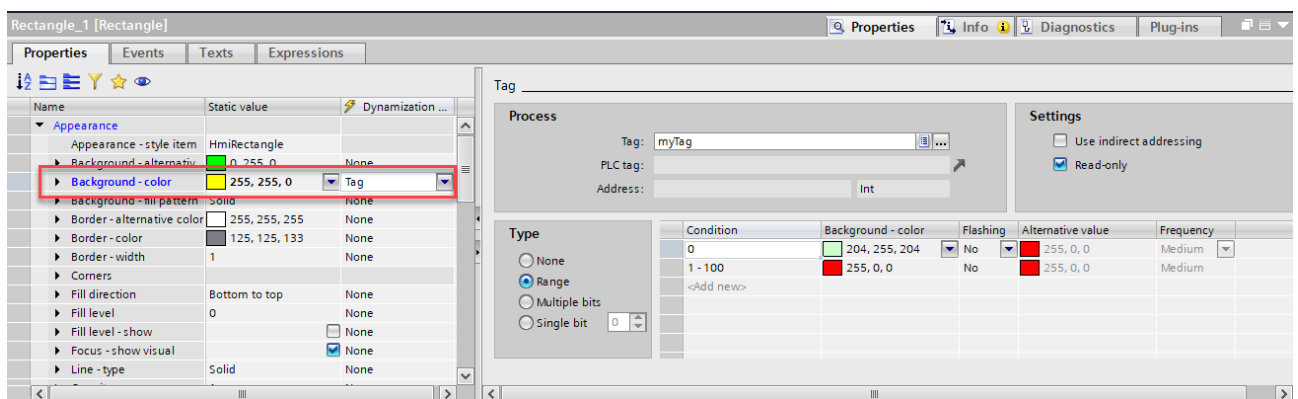 Rectangle_1 [Rectangle]
Properties Info Diagnostics Plug-ins
Properties Events Texts Expressions
Name Static value Dynamization ...
Appearance
Appearance - style item HmiRectangle
Background - alternativ 0, 255, 0 None
Background - color 255, 255, 0 Tag
Background - fill pattern Solid None
Border - alternative color 255, 255, 255 None
Border - color 125, 125, 133 None
Border - width 1 None
Corners
Fill direction Bottom to top None
Fill level 0 None
Fill level - show None
Focus - show visual None
Line - type Solid None
Tag
Process
Tag: myTag ...
PLC tag:
Address: Int
Settings
Use indirect addressing
Read-only
Type
None
Range
Multiple bits
Single bit 0
Condition Background - color Flashing Alternative value Frequency
0 204, 255, 204 No 255, 0, 0 Medium
1 - 100 255, 0, 0 No 255, 0, 0 Medium
<Add new>